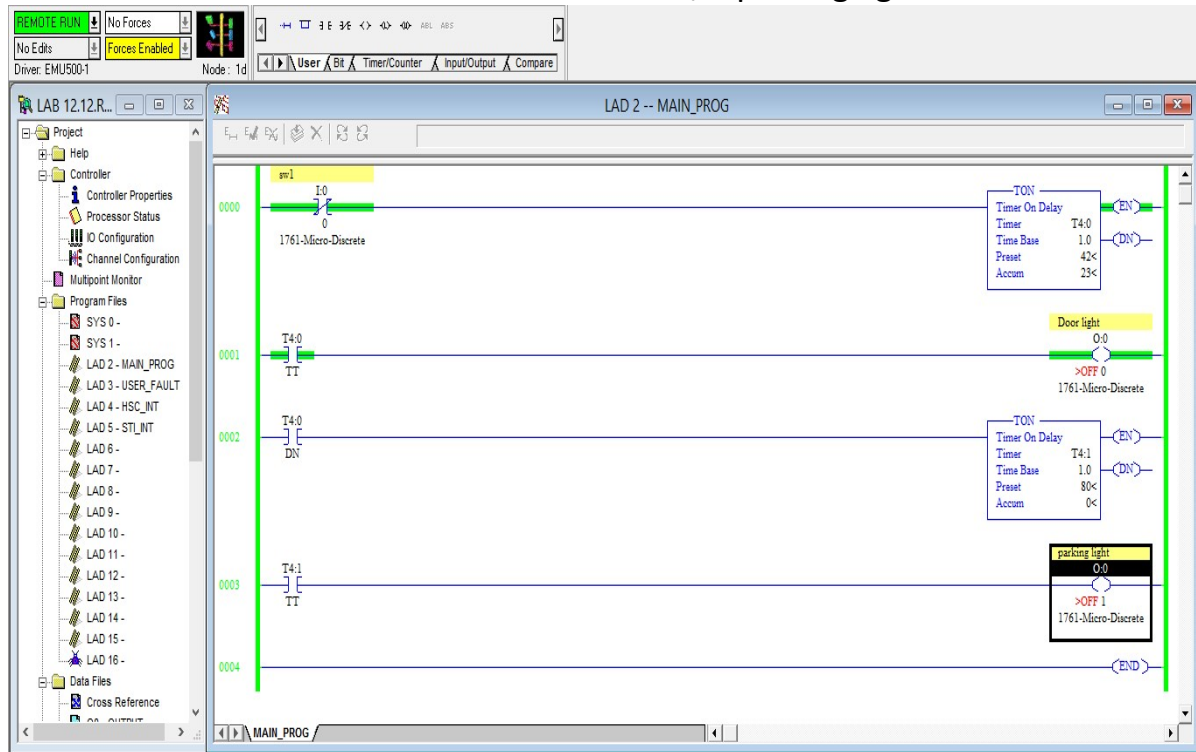 REMOTE RUN No Forces
No Edits Forces Enabled
Driver: EMU500-1 Node: 1d
ABL ABS
User Bit Timer/Counter Input/Output Compare
LAB 12.12.R...
Project
Help
Controller
Controller Properties
Processor Status
IO Configuration
Channel Configuration
Multipoint Monitor
Program Files
SYS 0 -
SYS 1 -
LAD 2 - MAIN_PROG
LAD 3 - USER_FAULT
LAD 4 - HSC_INT
LAD 5 - STI_INT
LAD 6 -
LAD 7 -
LAD 8 -
LAD 9 -
LAD 10 -
LAD 11 -
LAD 12 -
LAD 13 -
LAD 14 -
LAD 15 -
LAD 16 -
Data Files
Cross Reference
LAD 2 -- MAIN_PROG
sw1
I:0
0000
0
1761-Micro-Discrete
TON
Timer On Delay
Timer T4:0
Time Base 1.0
Preset 42<
Accum 23<
EN
DN
0001
T4:0
TT
Door light
O:0
>OFF 0
1761-Micro-Discrete
0002
T4:0
DN
TON
Timer On Delay
Timer T4:1
Time Base 1.0
Preset 80<
Accum 0<
EN
DN
0003
T4:1
TT
parking light
O:0
>OFF 1
1761-Micro-Discrete
0004
END
MAIN_PROG